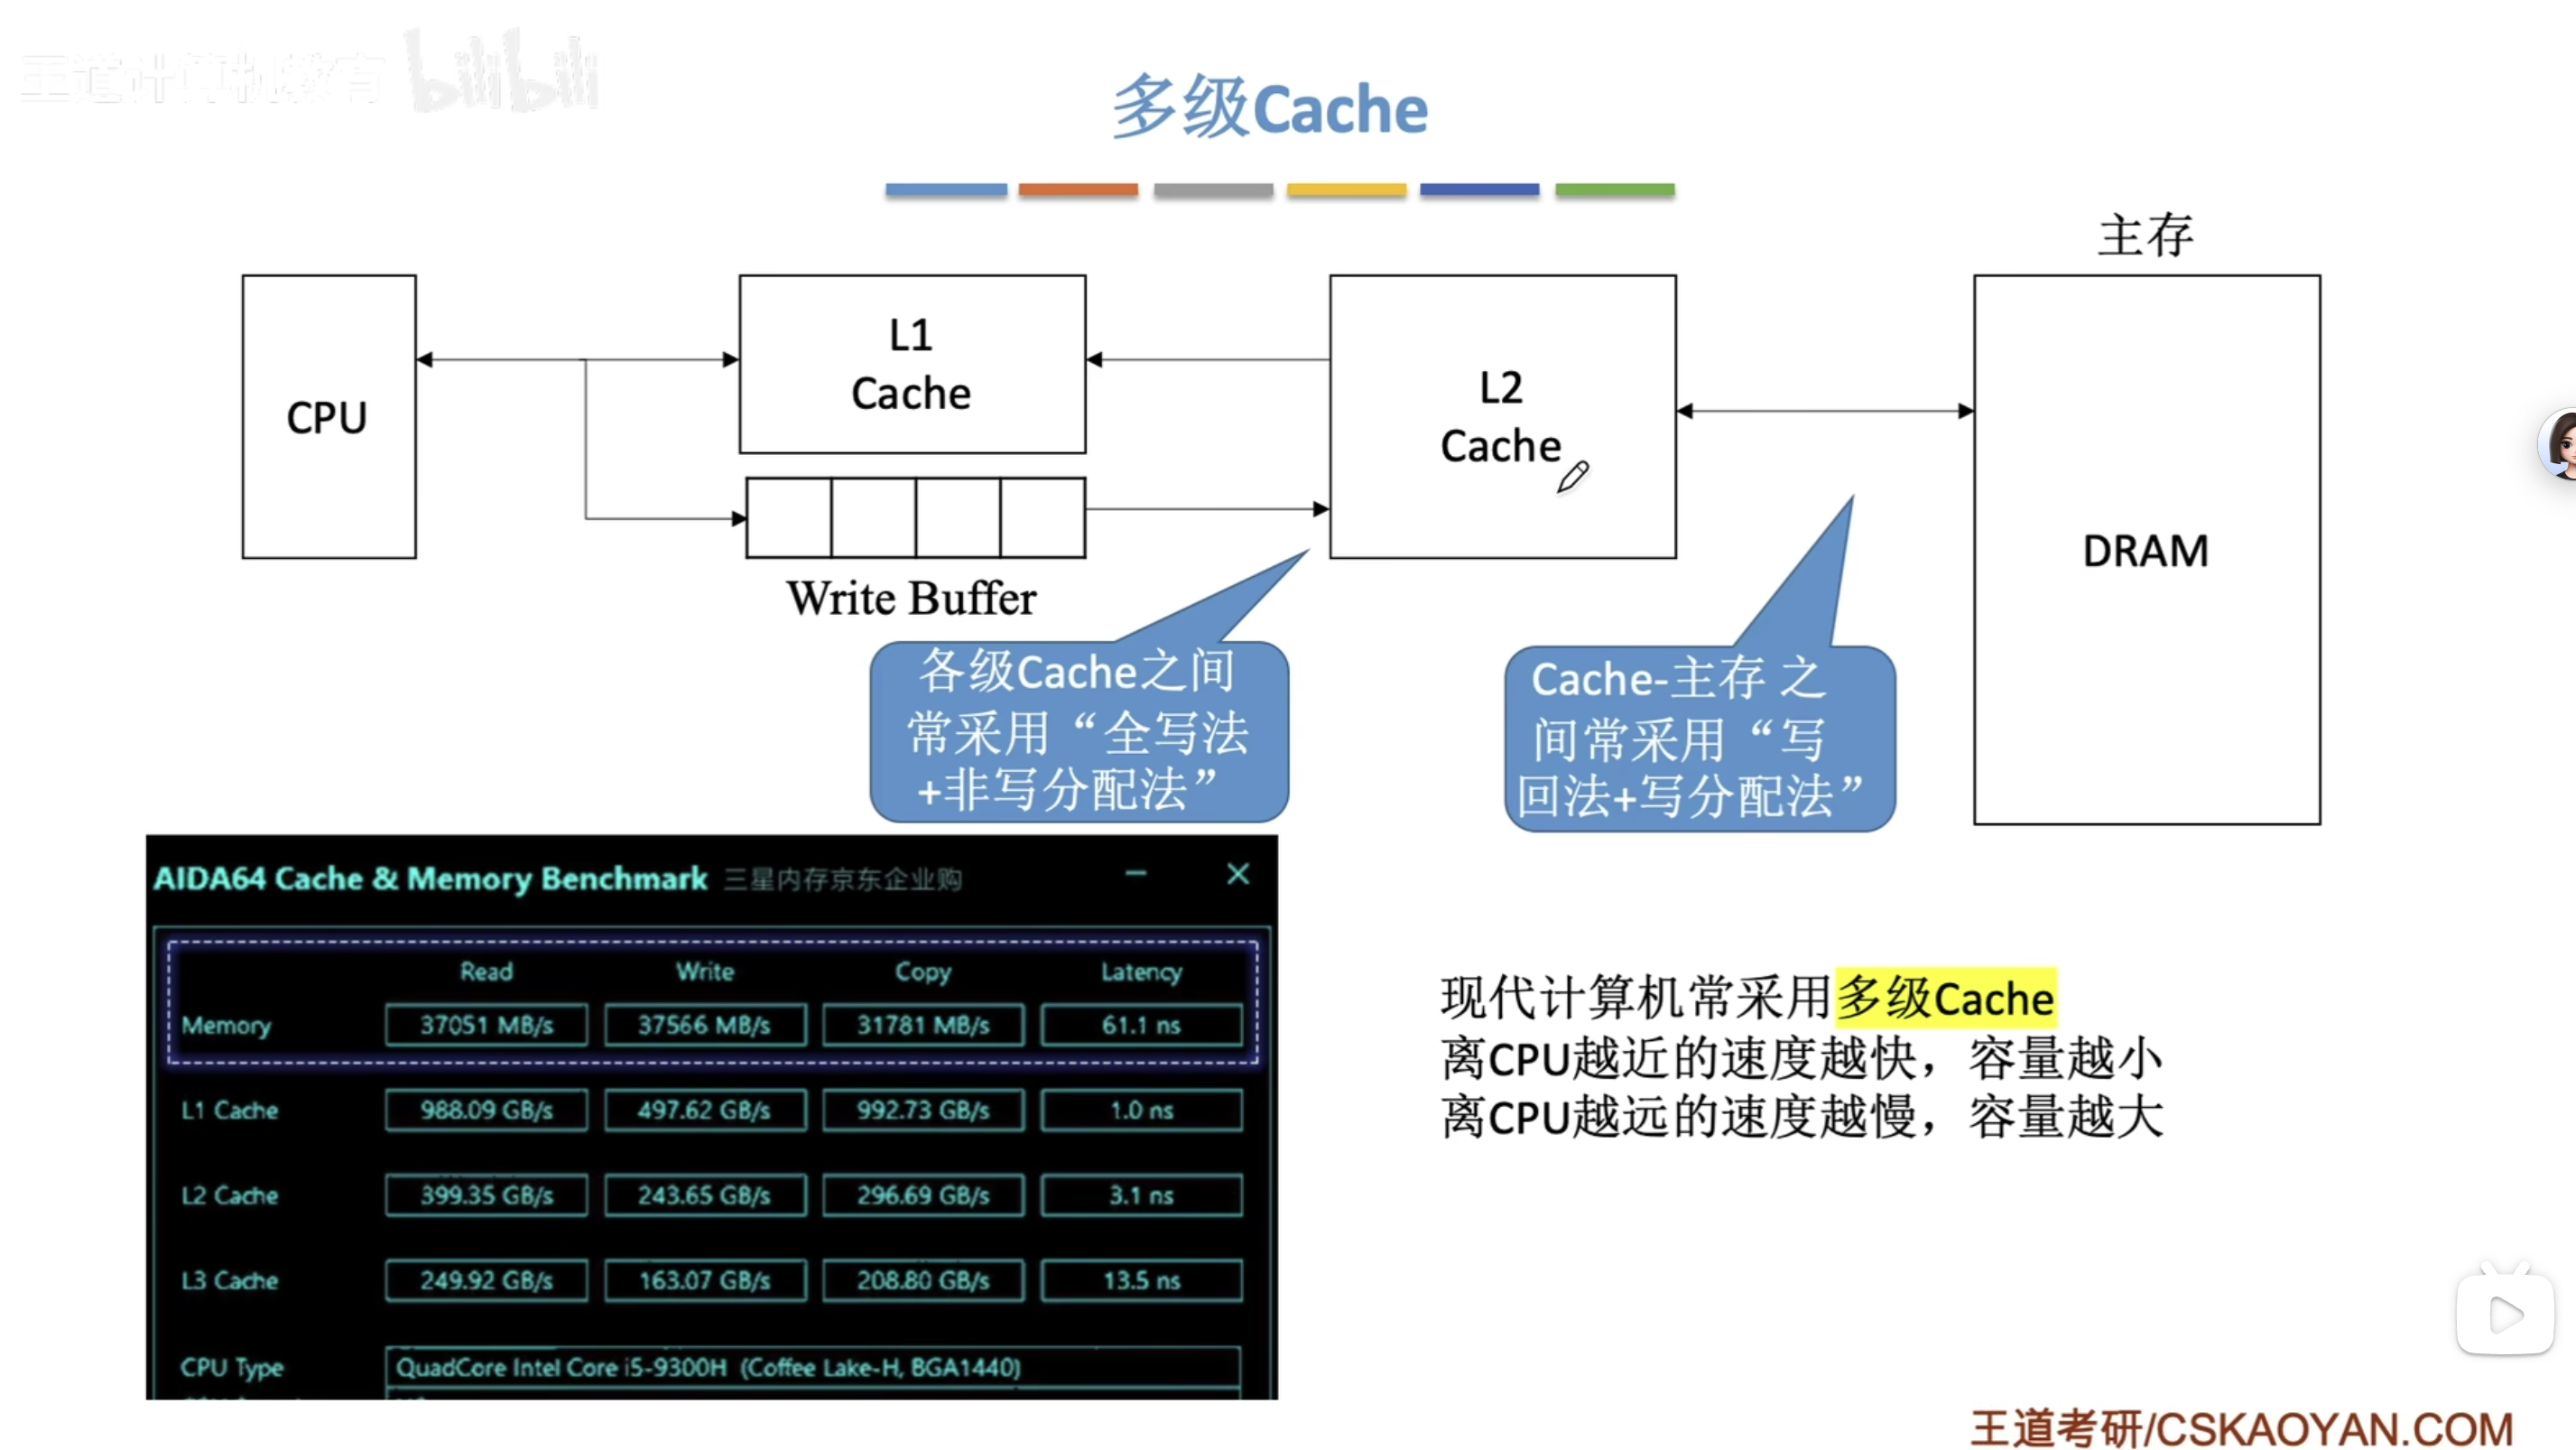 王道计算机教育 bilibili
多级Cache
主存
CPU
L1
Cache
L2
Cache
DRAM
Write Buffer
各级Cache之间
常采用“全写法
+非写分配法”
Cache-主存 之
间常采用“写
回法+写分配法”
AIDA64 Cache & Memory Benchmark 三星内存京东企业购
Read Write Copy Latency
Memory 37051 MB/s 37566 MB/s 31781 MB/s 61.1 ns
L1 Cache 988.09 GB/s 497.62 GB/s 992.73 GB/s 1.0 ns
L2 Cache 399.35 GB/s 243.65 GB/s 296.69 GB/s 3.1 ns
L3 Cache 249.92 GB/s 163.07 GB/s 208.80 GB/s 13.5 ns
CPU Type QuadCore Intel Core i5-9300H (Coffee Lake-H, BGA1440)
现代计算机常采用多级Cache
离CPU越近的速度越快，容量越小
离CPU越远的速度越慢，容量越大
王道考研/CSKAOYAN.COM